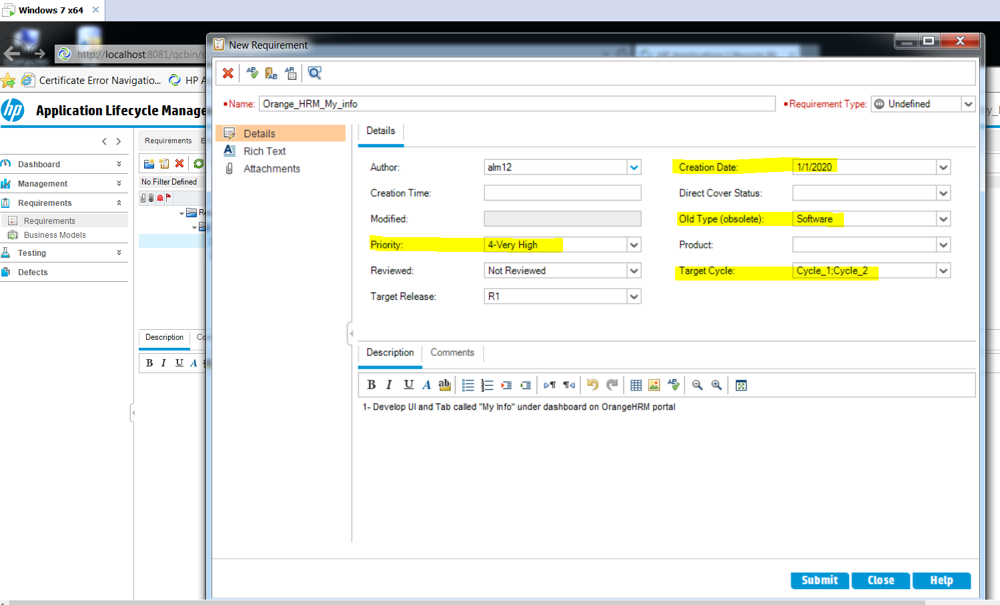 Windows 7 x64
New Requirement
http://localhost:8081/qcbin/s
Certificate Error Navigatio...
HP A
hp
Application Lifecycle Manage
Name:
Orange_HRM_My_info
Requirement Type:
Undefined
Details
Rich Text
Attachments
Dashboard
Management
Requirements
Requirements
Business Models
Testing
Defects
Requirements E
No Filter Defined
Re
Description
Co
B I U A
Details
Author:
alm12
Creation Date:
1/1/2020
Creation Time:
Direct Cover Status:
Modified:
Old Type (obsolete):
Software
Priority:
4-Very High
Product:
Reviewed:
Not Reviewed
Target Cycle:
Cycle_1;Cycle_2
Target Release:
R1
Description
Comments
B I U A ab
1- Develop UI and Tab called "My Info" under dashboard on OrangeHRM portal
Submit
Close
Help